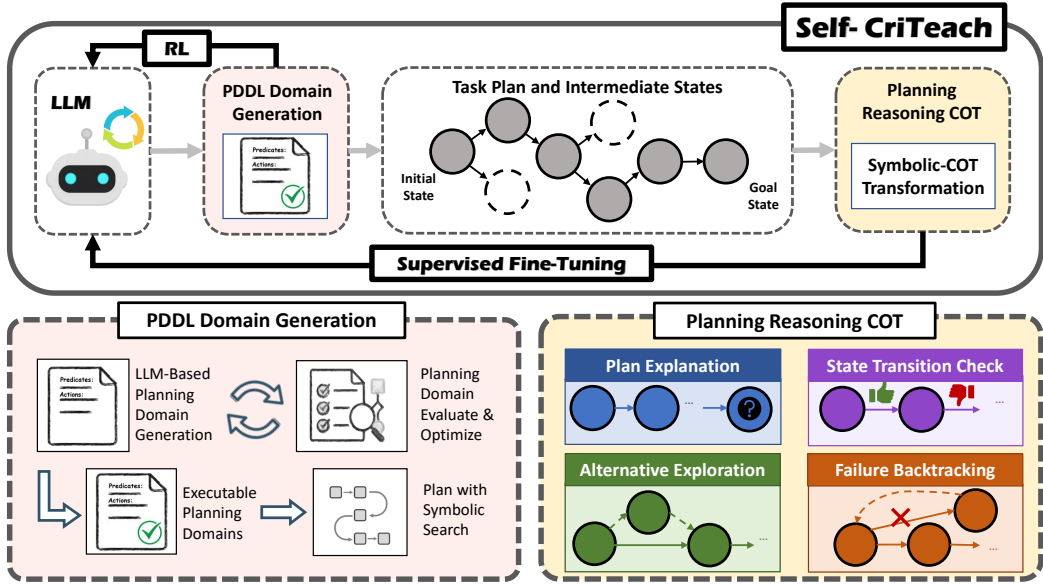 Self- CriTeach
RL
LLM
PDDL Domain
Generation
Predicates:
Actions:
Task Plan and Intermediate States
Initial
State
Goal
State
Planning
Reasoning COT
Symbolic-COT
Transformation
Supervised Fine-Tuning
PDDL Domain Generation
Predicates:
Actions:
LLM-Based
Planning
Domain
Generation
Planning
Domain
Evaluate &
Optimize
Predicates:
Actions:
Executable
Planning
Domains
Plan with
Symbolic
Search
Planning Reasoning COT
Plan Explanation
...
?
State Transition Check
...
Alternative Exploration
...
Failure Backtracking
...